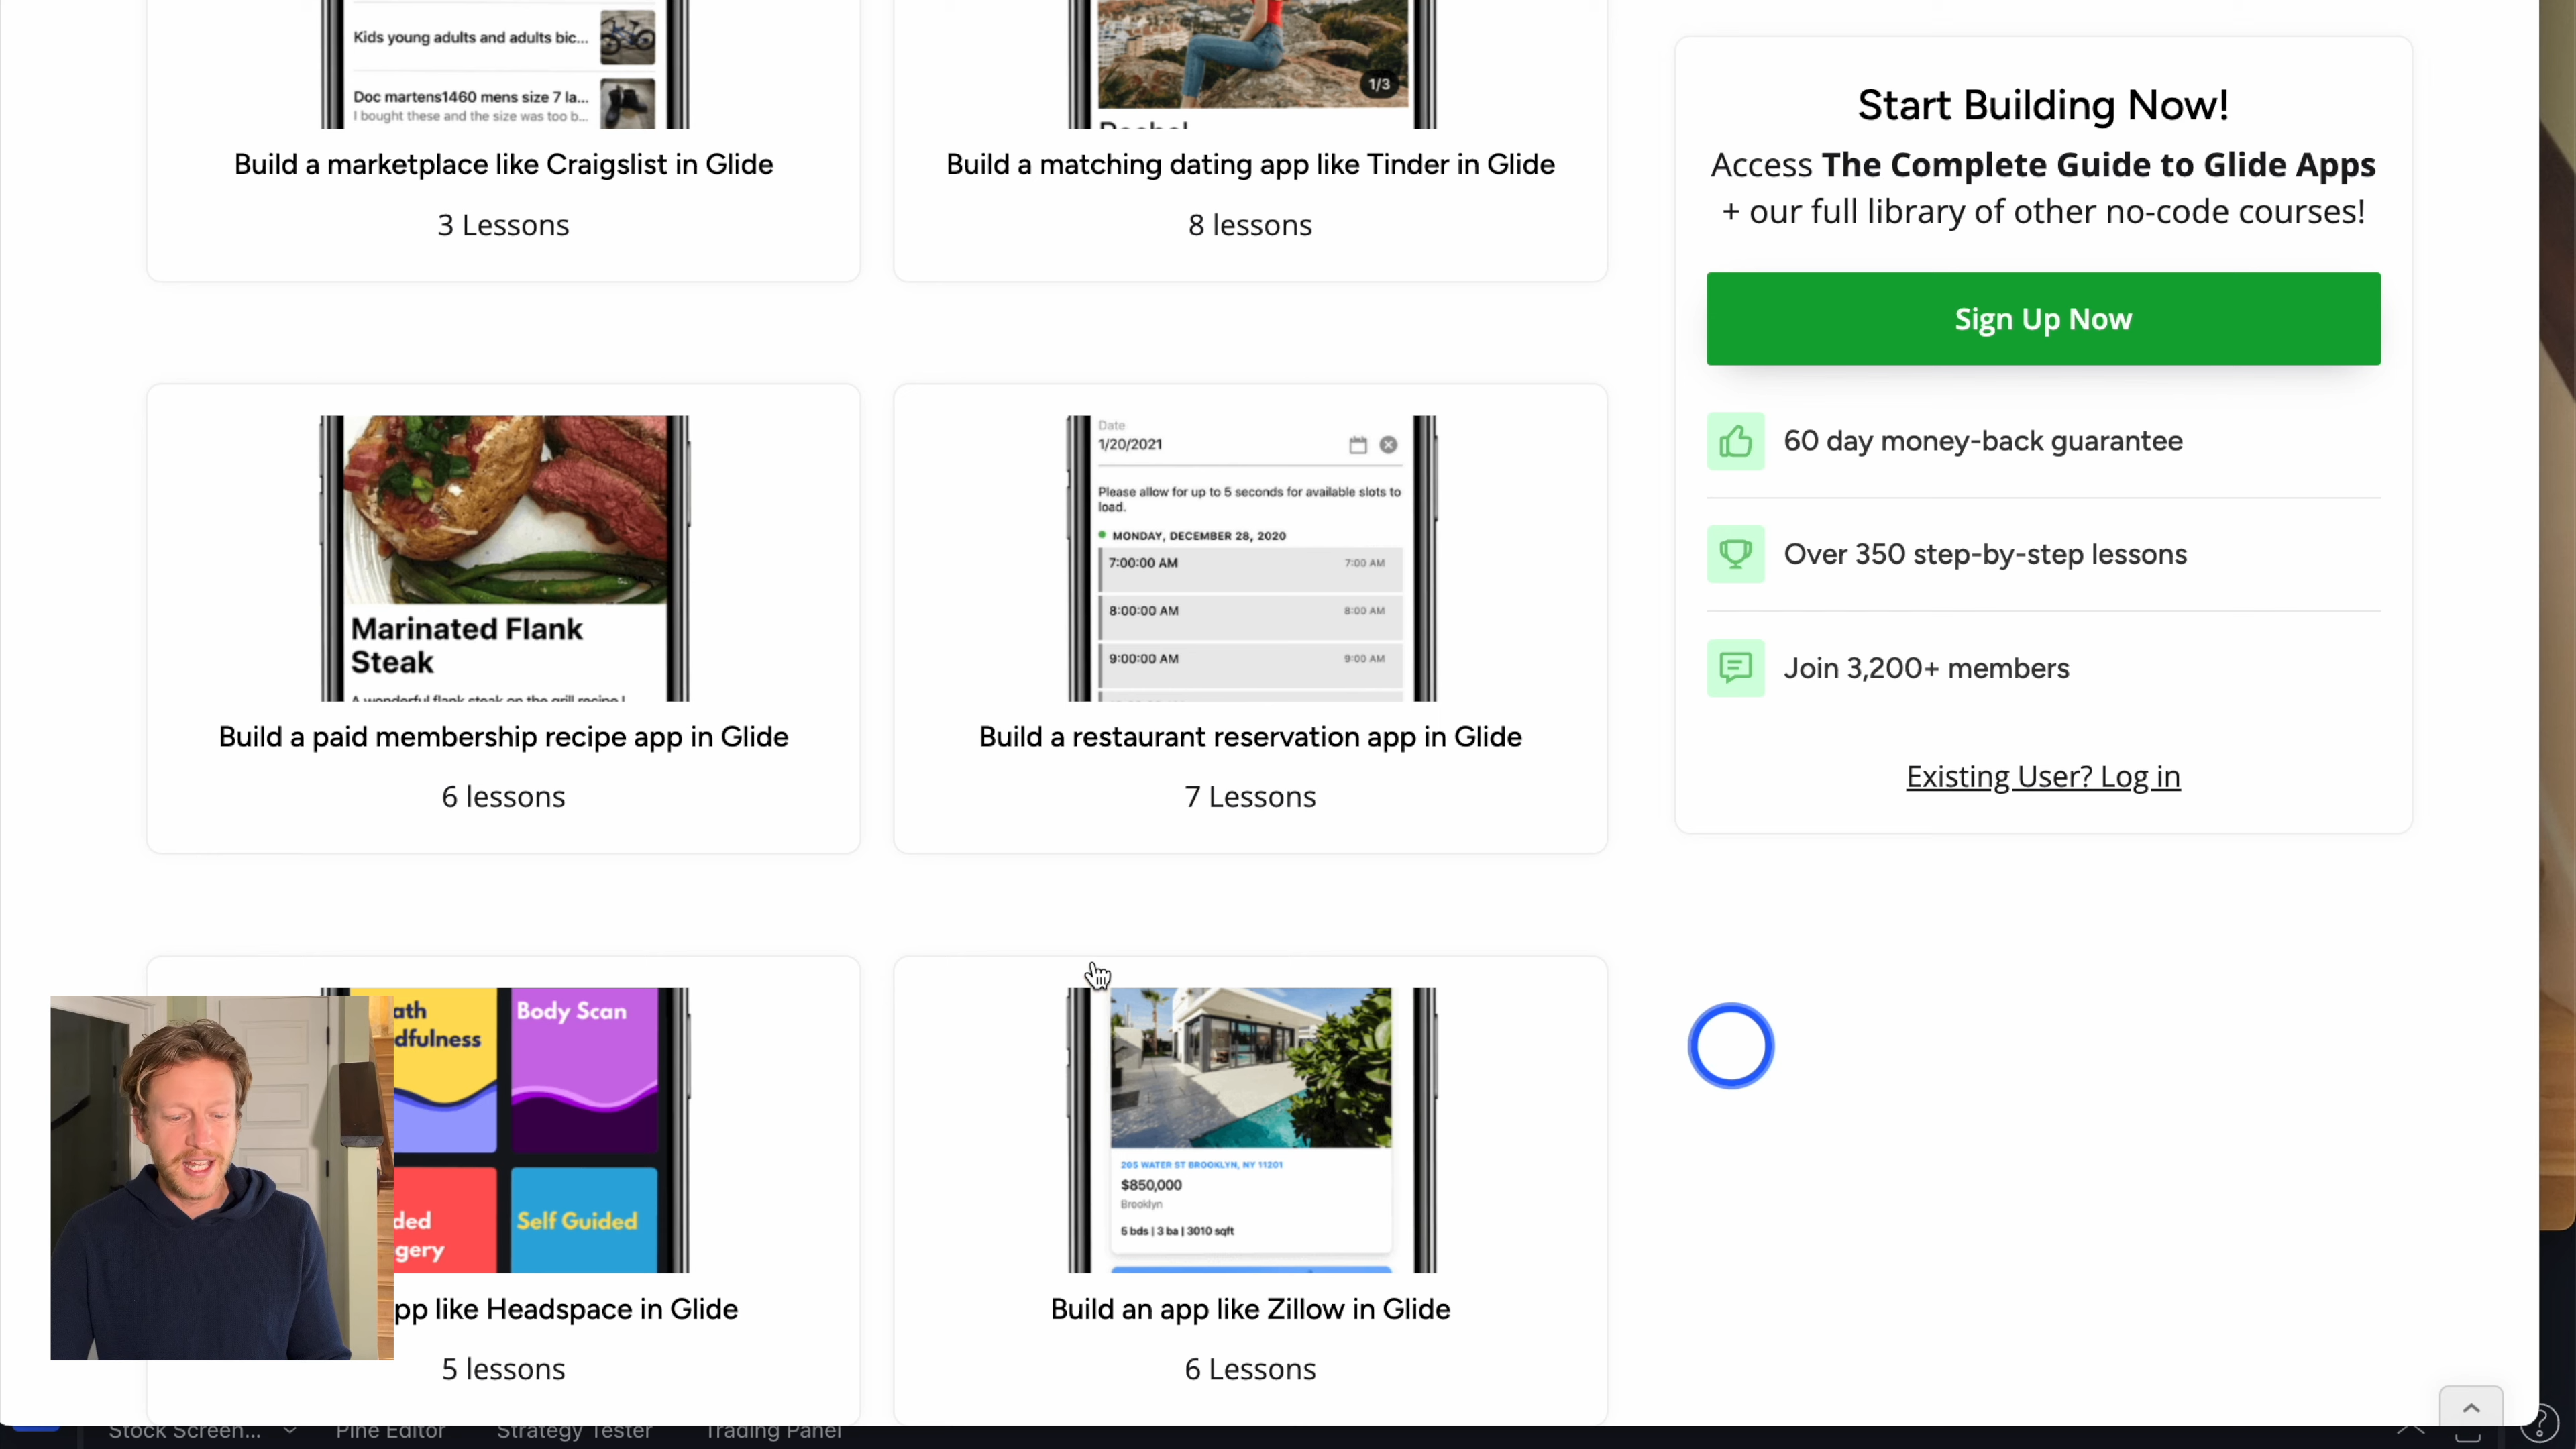 Kids young adults and adults bic...
Doc martens1460 mens size 7 la...
I bought these and the size was too b...
Build a marketplace like Craigslist in Glide
3 Lessons
1/3
Build a matching dating app like Tinder in Glide
8 lessons
Marinated Flank
Steak
A wonderful flank steak on the grill recipe !
Build a paid membership recipe app in Glide
6 lessons
Date
1/20/2021
Please allow for up to 5 seconds for available slots to
load.
MONDAY, DECEMBER 28, 2020
7:00:00 AM 7:00 AM
8:00:00 AM 8:00 AM
9:00:00 AM 9:00 AM
Build a restaurant reservation app in Glide
7 Lessons
ath
dfulness
Body Scan
ded
gery
Self Guided
pp like Headspace in Glide
5 lessons
205 WATER ST BROOKLYN, NY 11201
$850,000
Brooklyn
5 bds | 3 ba | 3010 sqft
Build an app like Zillow in Glide
6 Lessons
Start Building Now!
Access The Complete Guide to Glide Apps
+ our full library of other no-code courses!
Sign Up Now
60 day money-back guarantee
Over 350 step-by-step lessons
Join 3,200+ members
Existing User? Log in
Stock Screen... Pine Editor Strategy Tester Trading Panel